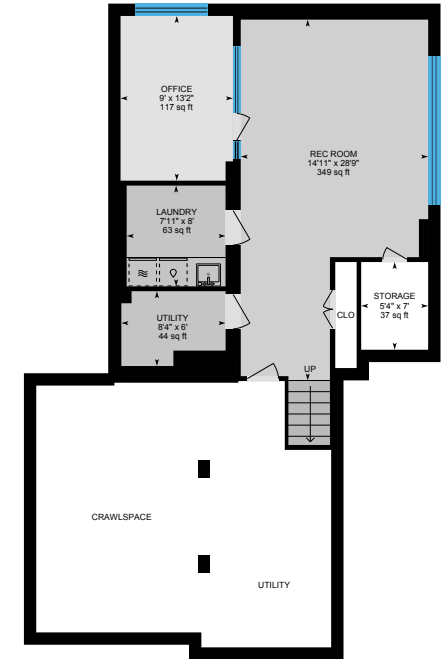 OFFICE
9' x 13'2"
117 sq ft
REC ROOM
14'11" x 28'9"
349 sq ft
LAUNDRY
7'11" x 8'
63 sq ft
STORAGE
5'4" x 7'
37 sq ft
UTILITY
8'4" x 6'
44 sq ft
CLO
UP
CRAWLSPACE
UTILITY